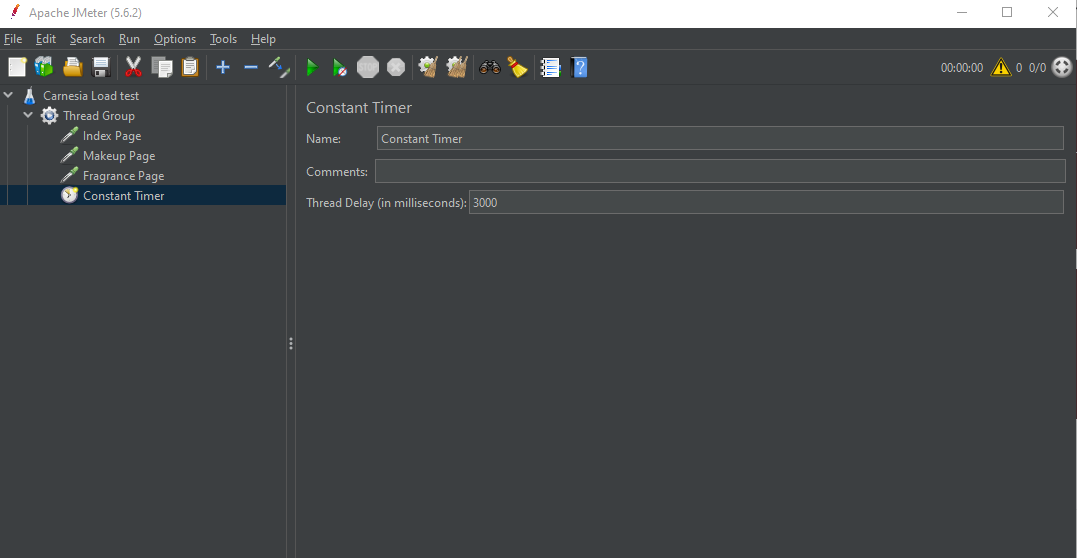 Apache JMeter (5.6.2)
File Edit Search Run Options Tools Help
00:00:00 0 0/0
Carnesia Load test
Thread Group
Index Page
Makeup Page
Fragrance Page
Constant Timer
Constant Timer
Name: Constant Timer
Comments:
Thread Delay (in milliseconds): 3000